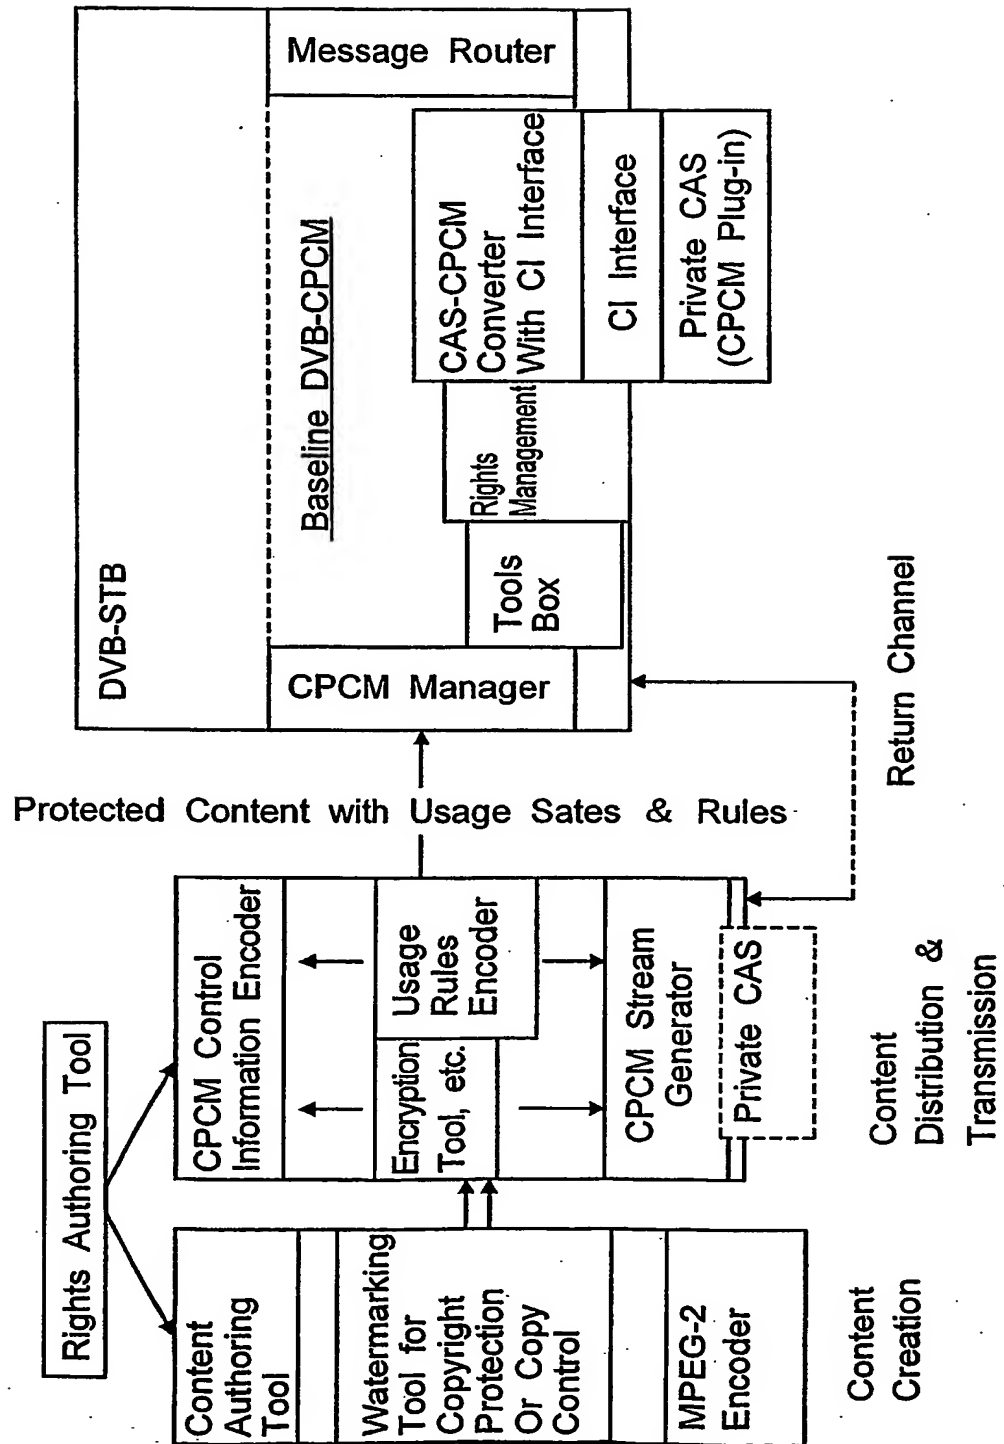 Rights Authoring Tool
Content
Authoring
Tool
Watermarking
Tool for
Copyright
Protection
Or Copy
Control
MPEG-2
Encoder
Content
Creation
CPCM Control
Information Encoder
Encryption
Tool, etc.
Usage
Rules
Encoder
CPCM Stream
Generator
Private CAS
Content
Distribution &
Transmission
Protected Content with Usage Sates & Rules
Return Channel
DVB-STB
CPCM Manager
Baseline DVB-CPCM
Tools
Box
Rights
Management
CAS-CPCM
Converter
With CI Interface
CI Interface
Private CAS
(CPCM Plug-in)
Message Router